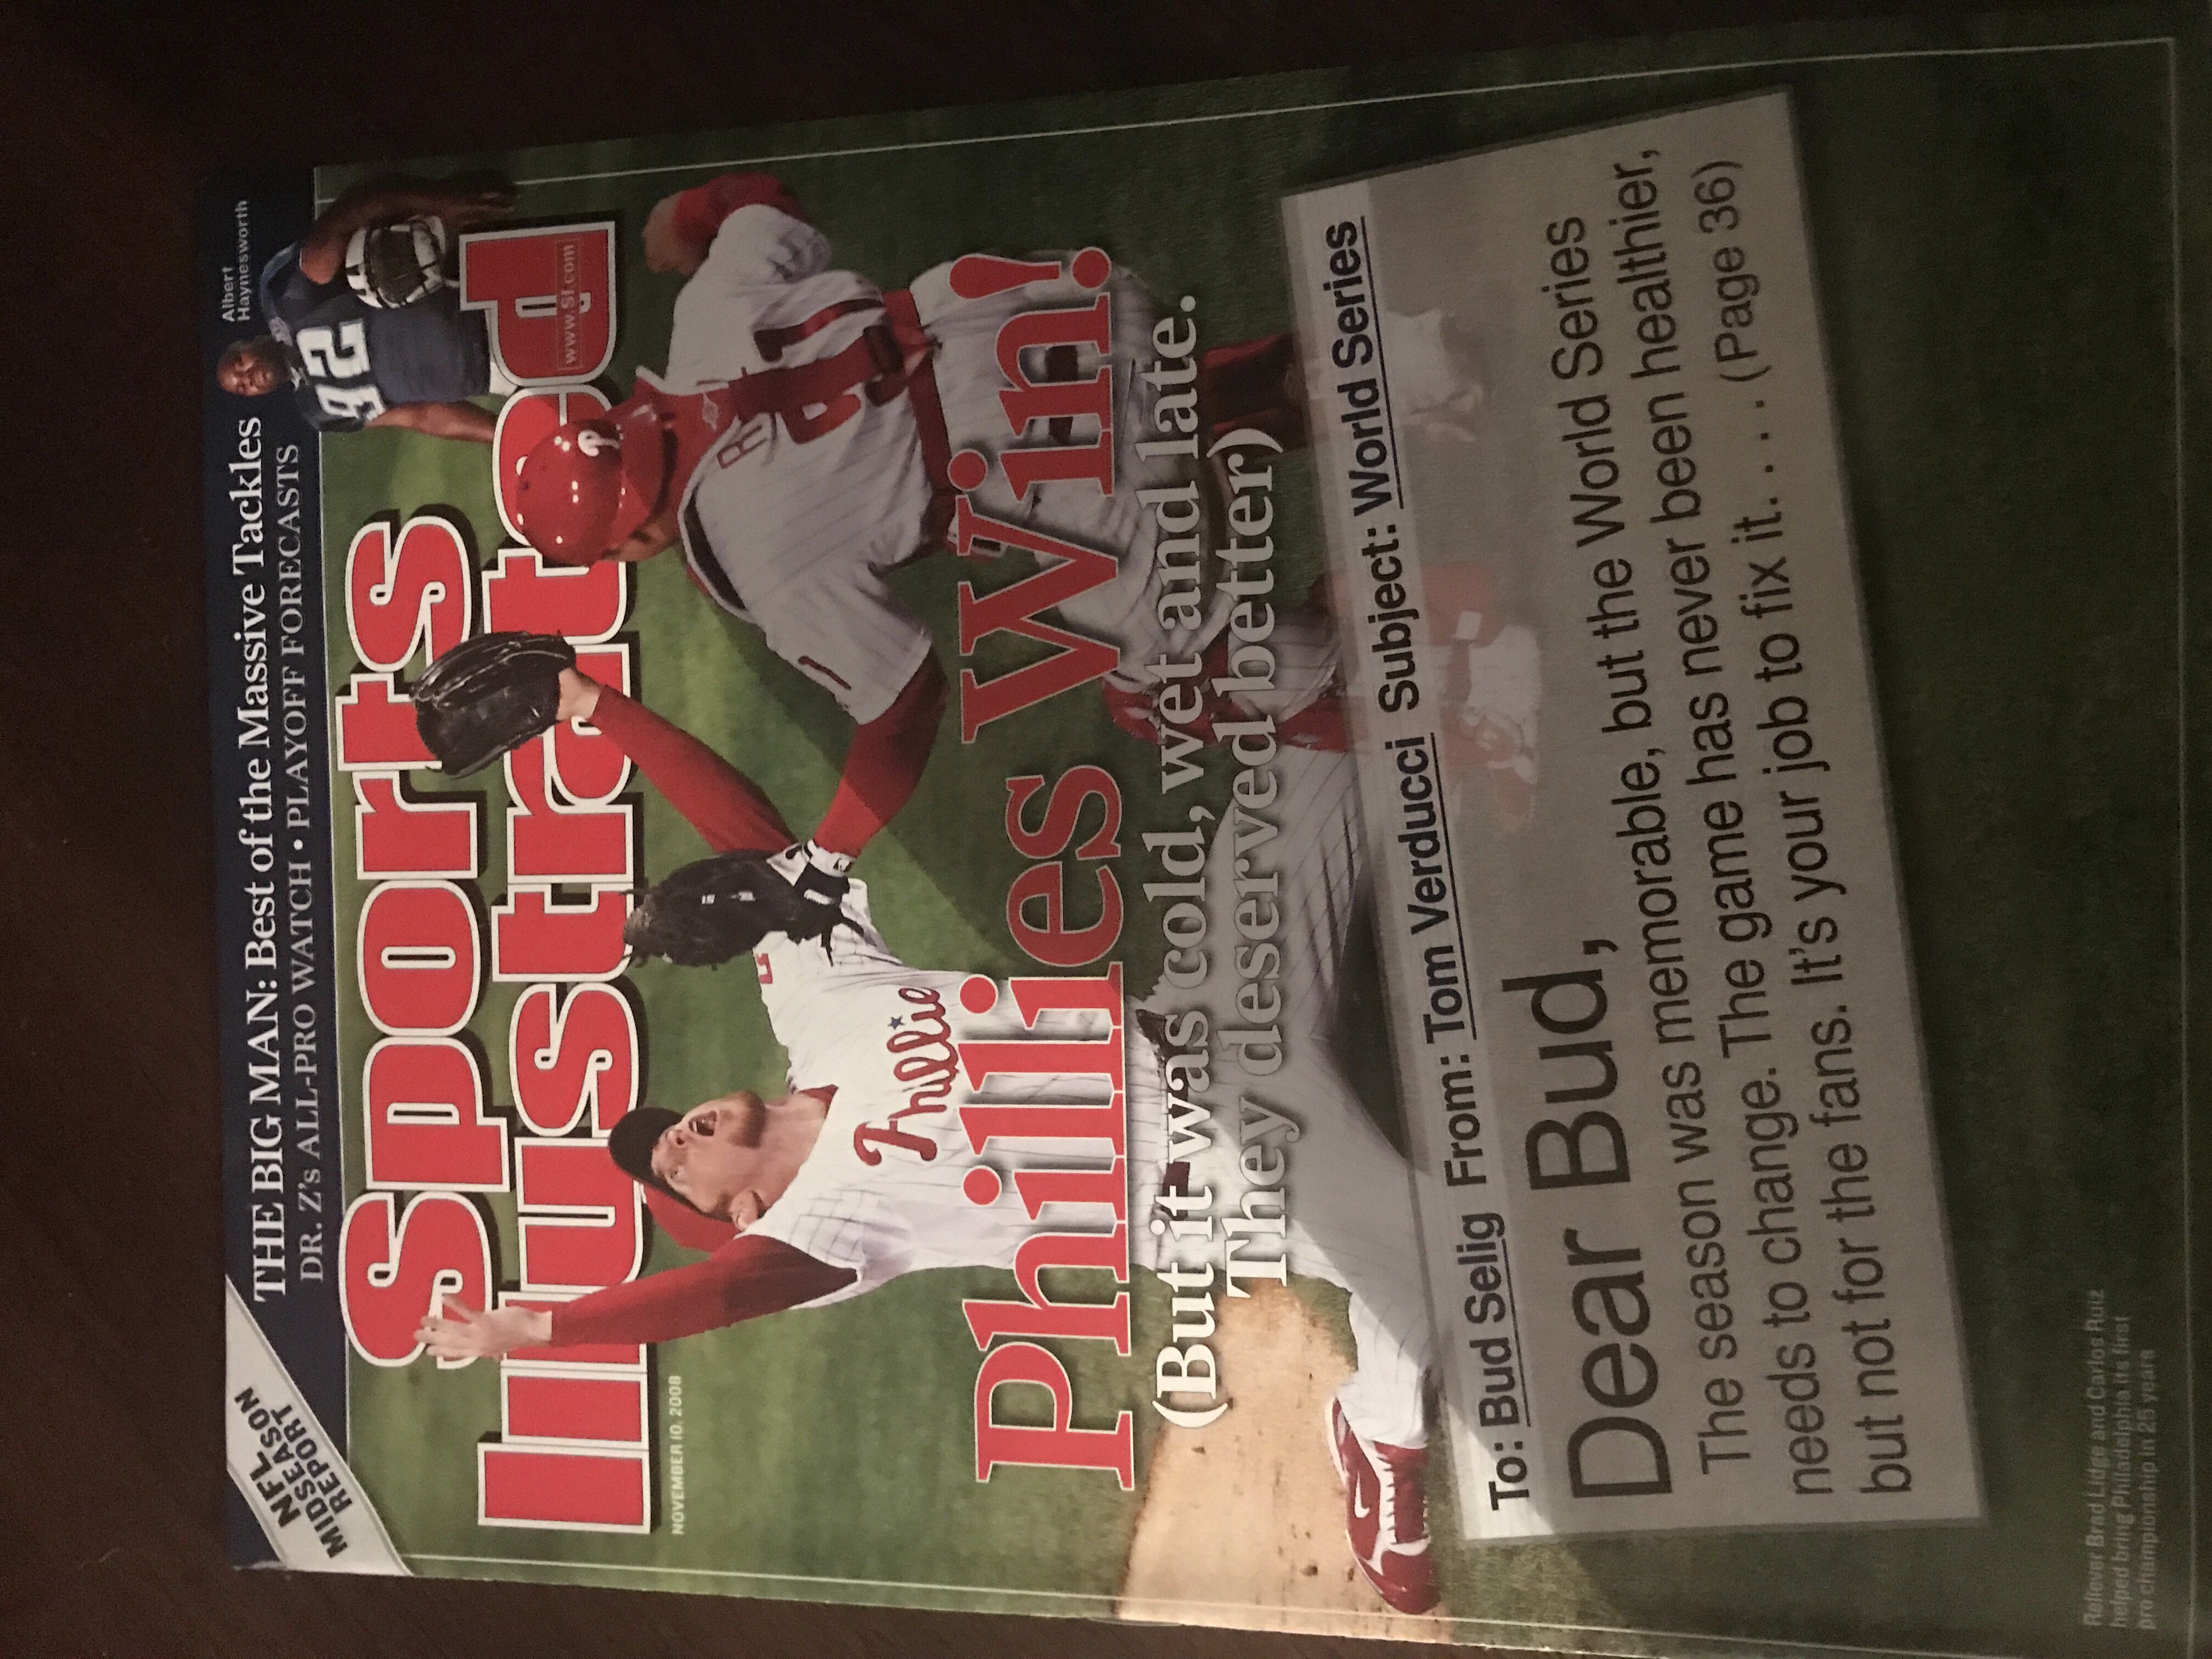 NFL
MIDSEASON
REPORT
THE BIG MAN: Best of the Massive Tackles
DR. Z's ALL-PRO WATCH • PLAYOFF FORECASTS
Albert
Haynesworth
92
Sports
Illustrated
www.SI.com
NOVEMBER 10, 2008
P
51
Phillie
Phillies Win!
(But it was cold, wet and late.
They deserved better)
To: Bud Selig From: Tom Verducci Subject: World Series
Dear Bud,
The season was memorable, but the World Series
needs to change. The game has never been healthier,
but not for the fans. It's your job to fix it. . . . (Page 36)
Reliever Brad Lidge and Carlos Ruiz
helped bring Philadelphia its first
pro championship in 25 years